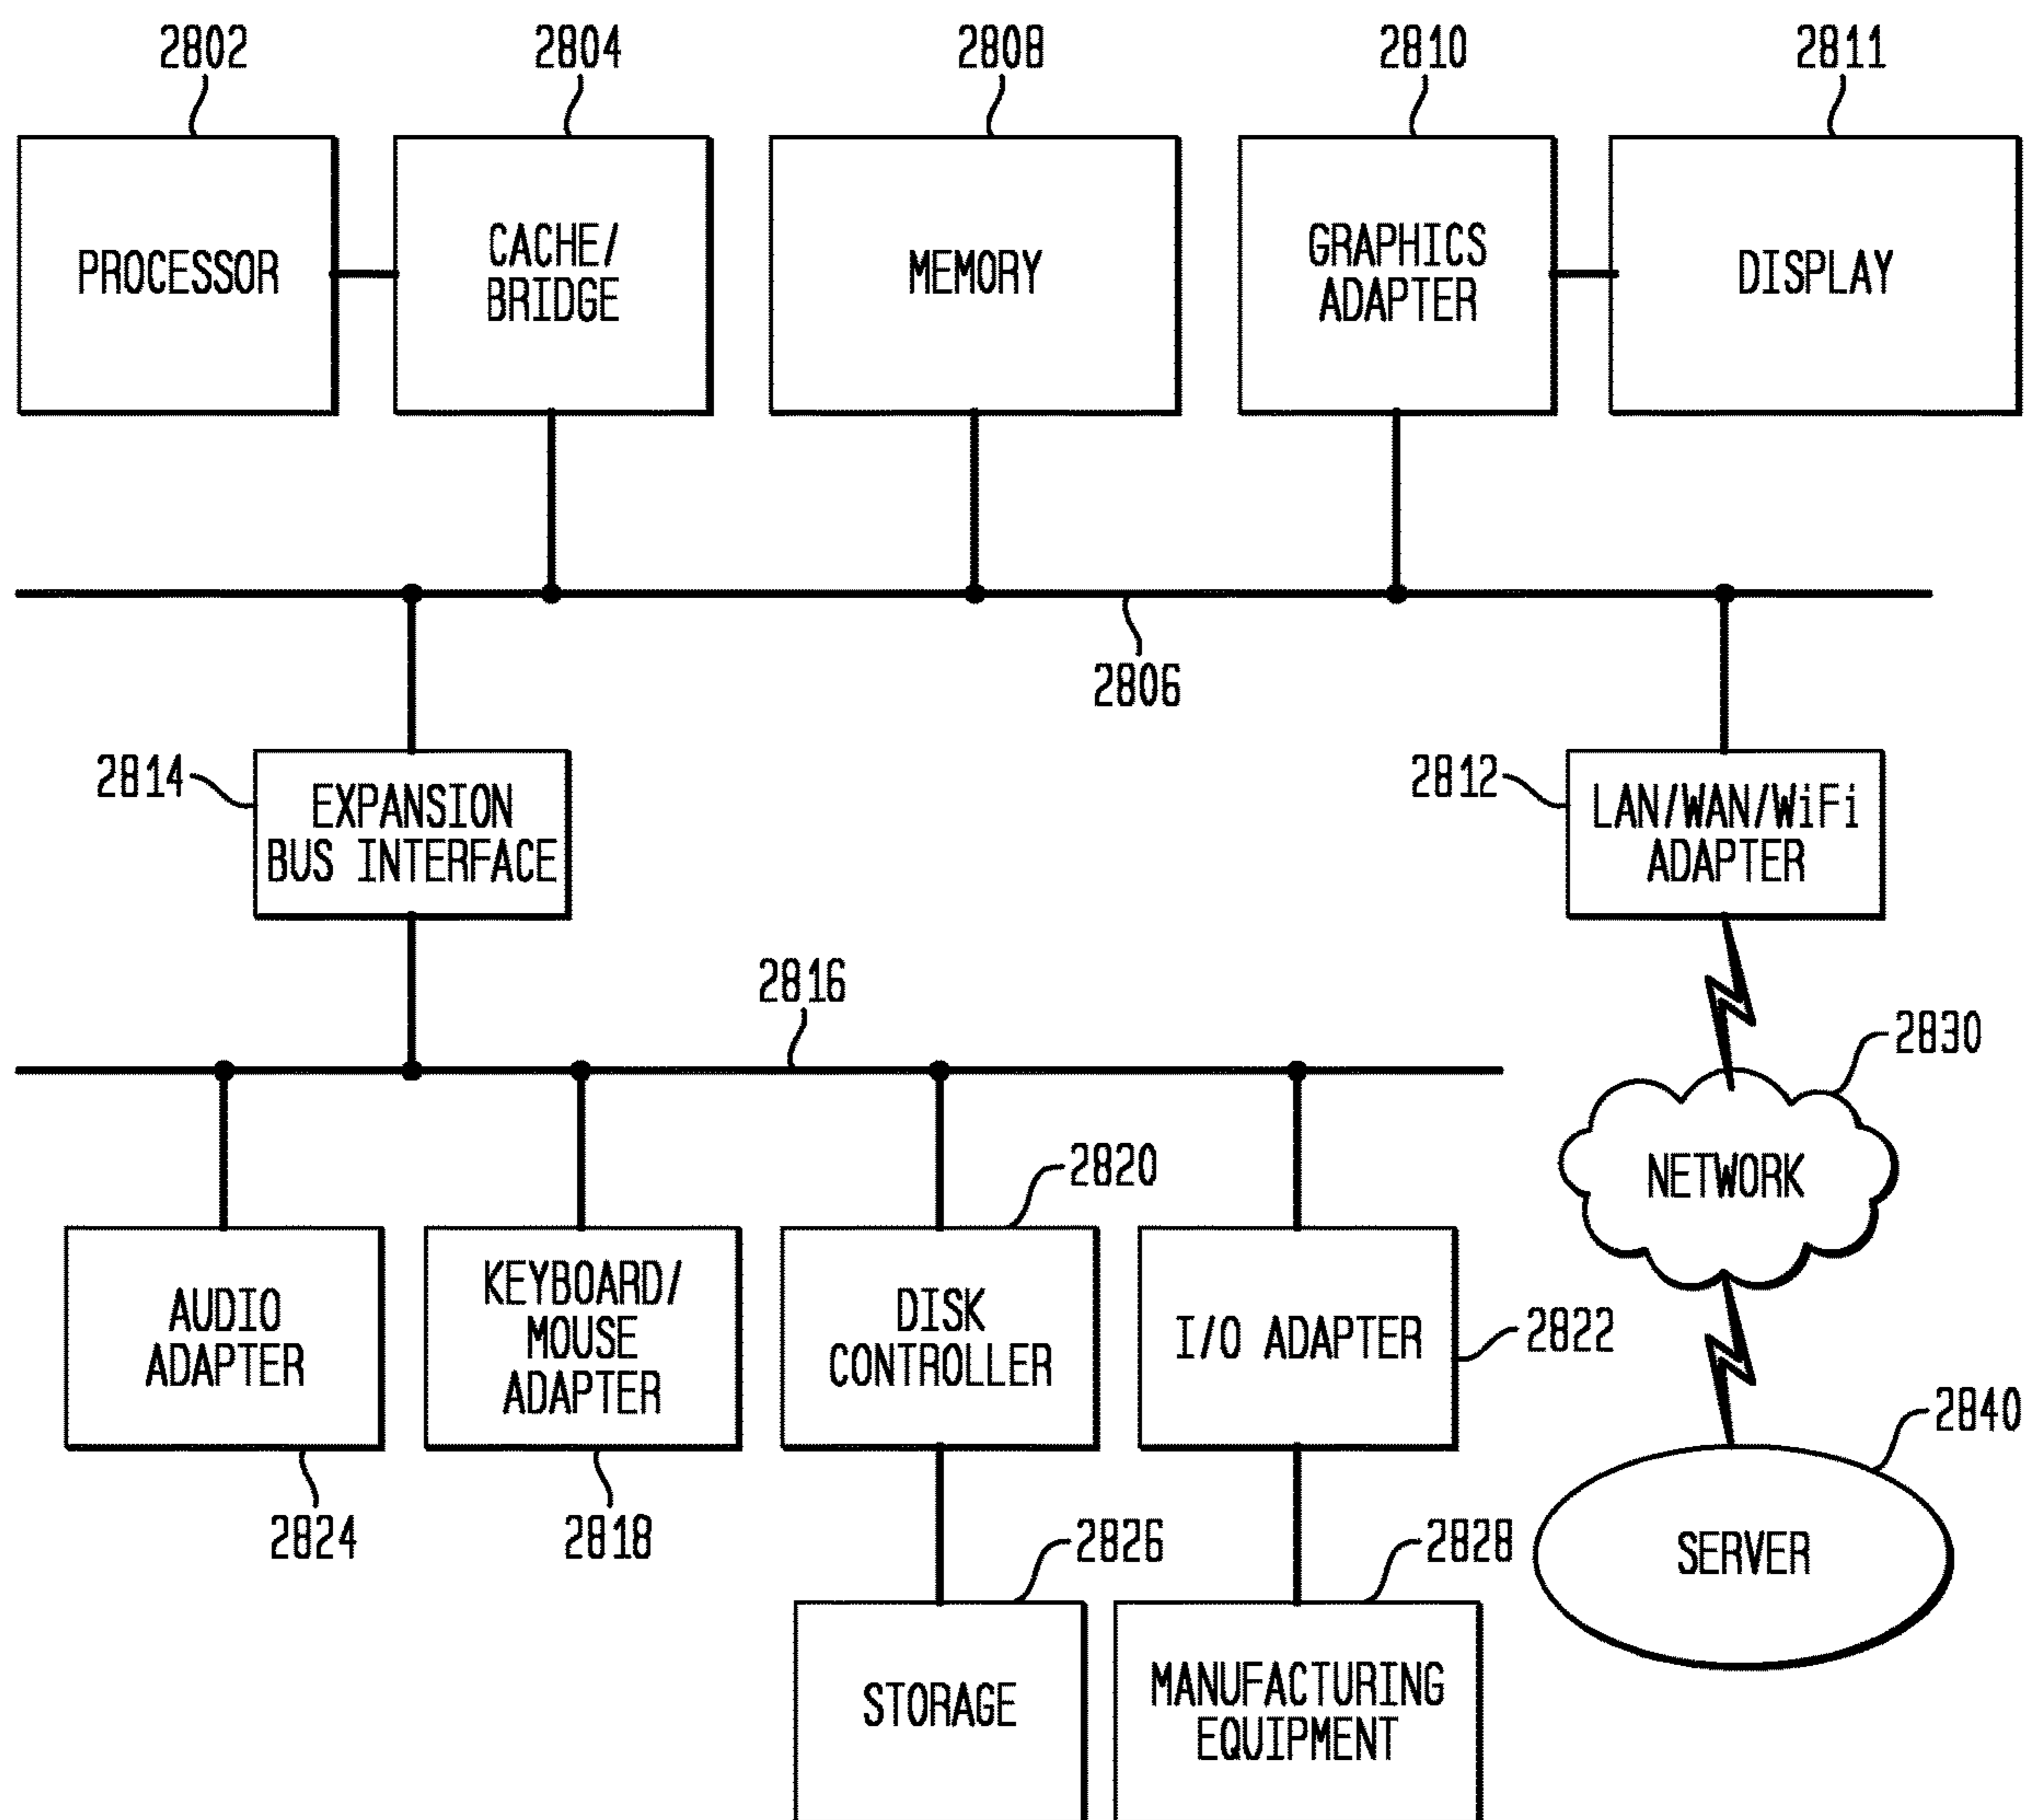 2802
2804
2808
2810
2811
PROCESSOR
CACHE/
BRIDGE
MEMORY
GRAPHICS
ADAPTER
DISPLAY
2806
2814
EXPANSION
BUS INTERFACE
2812
LAN/WAN/WiFi
ADAPTER
2816
2830
NETWORK
2820
AUDIO
ADAPTER
KEYBOARD/
MOUSE
ADAPTER
DISK
CONTROLLER
I/O ADAPTER
2822
2824
2818
2826
2828
2840
SERVER
STORAGE
MANUFACTURING
EQUIPMENT